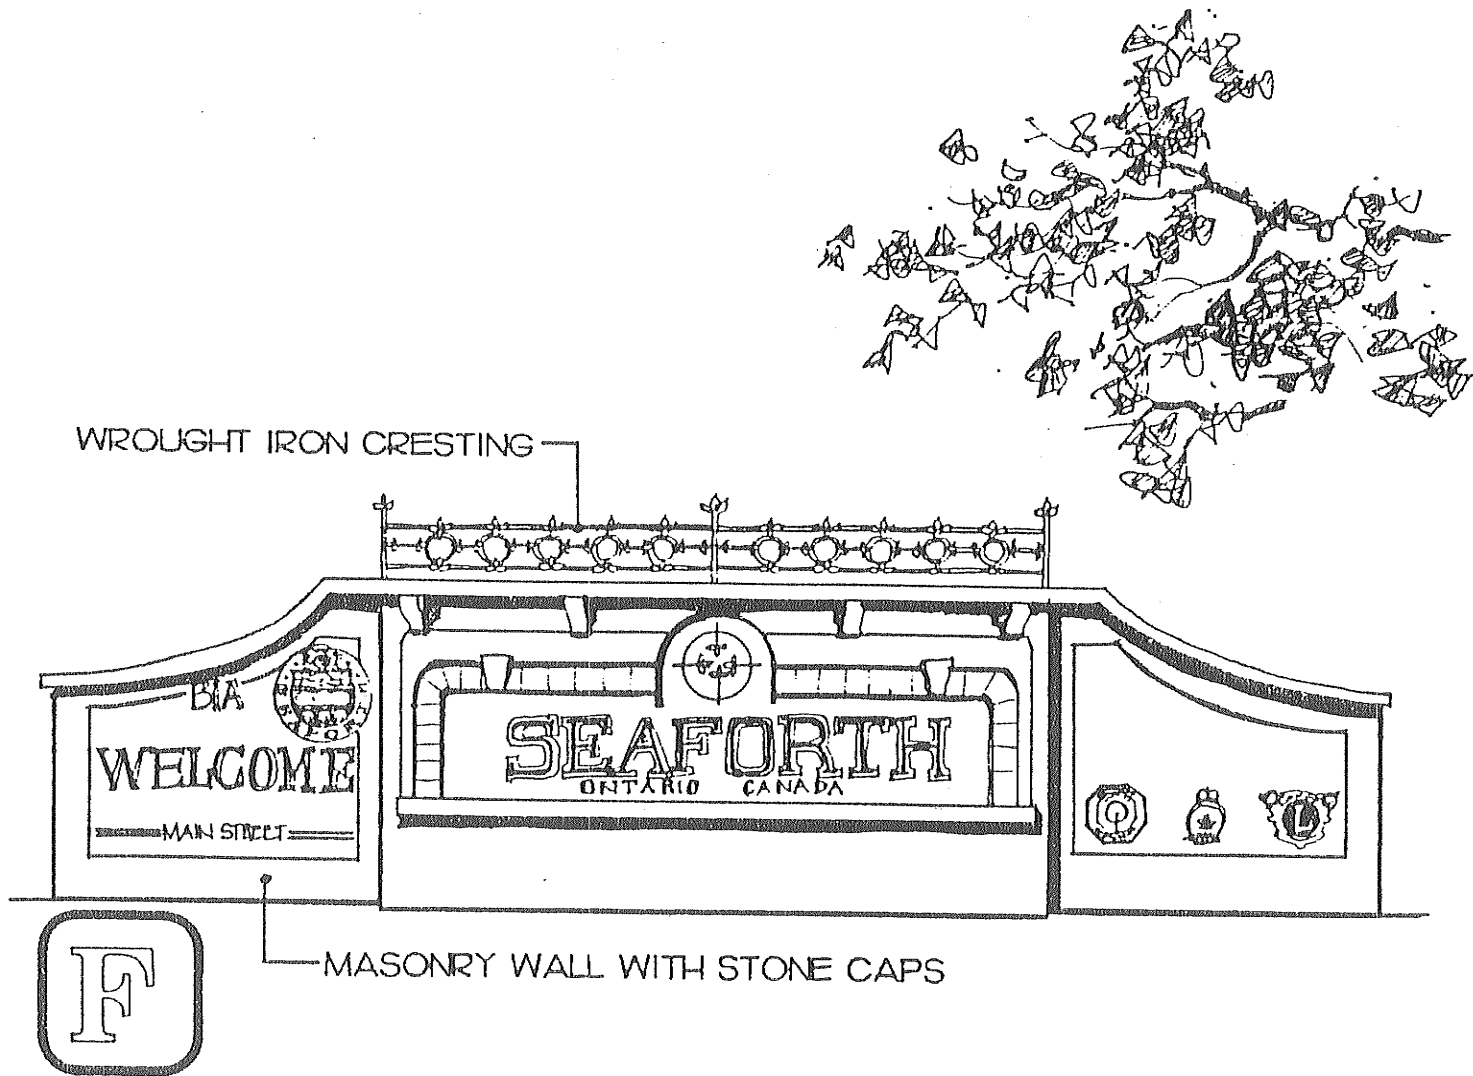 WROUGHT IRON CRESTING
BIA
WELCOME
MAIN STREET
SEAFORTH
ONTARIO CANADA
L
MASONRY WALL WITH STONE CAPS
F